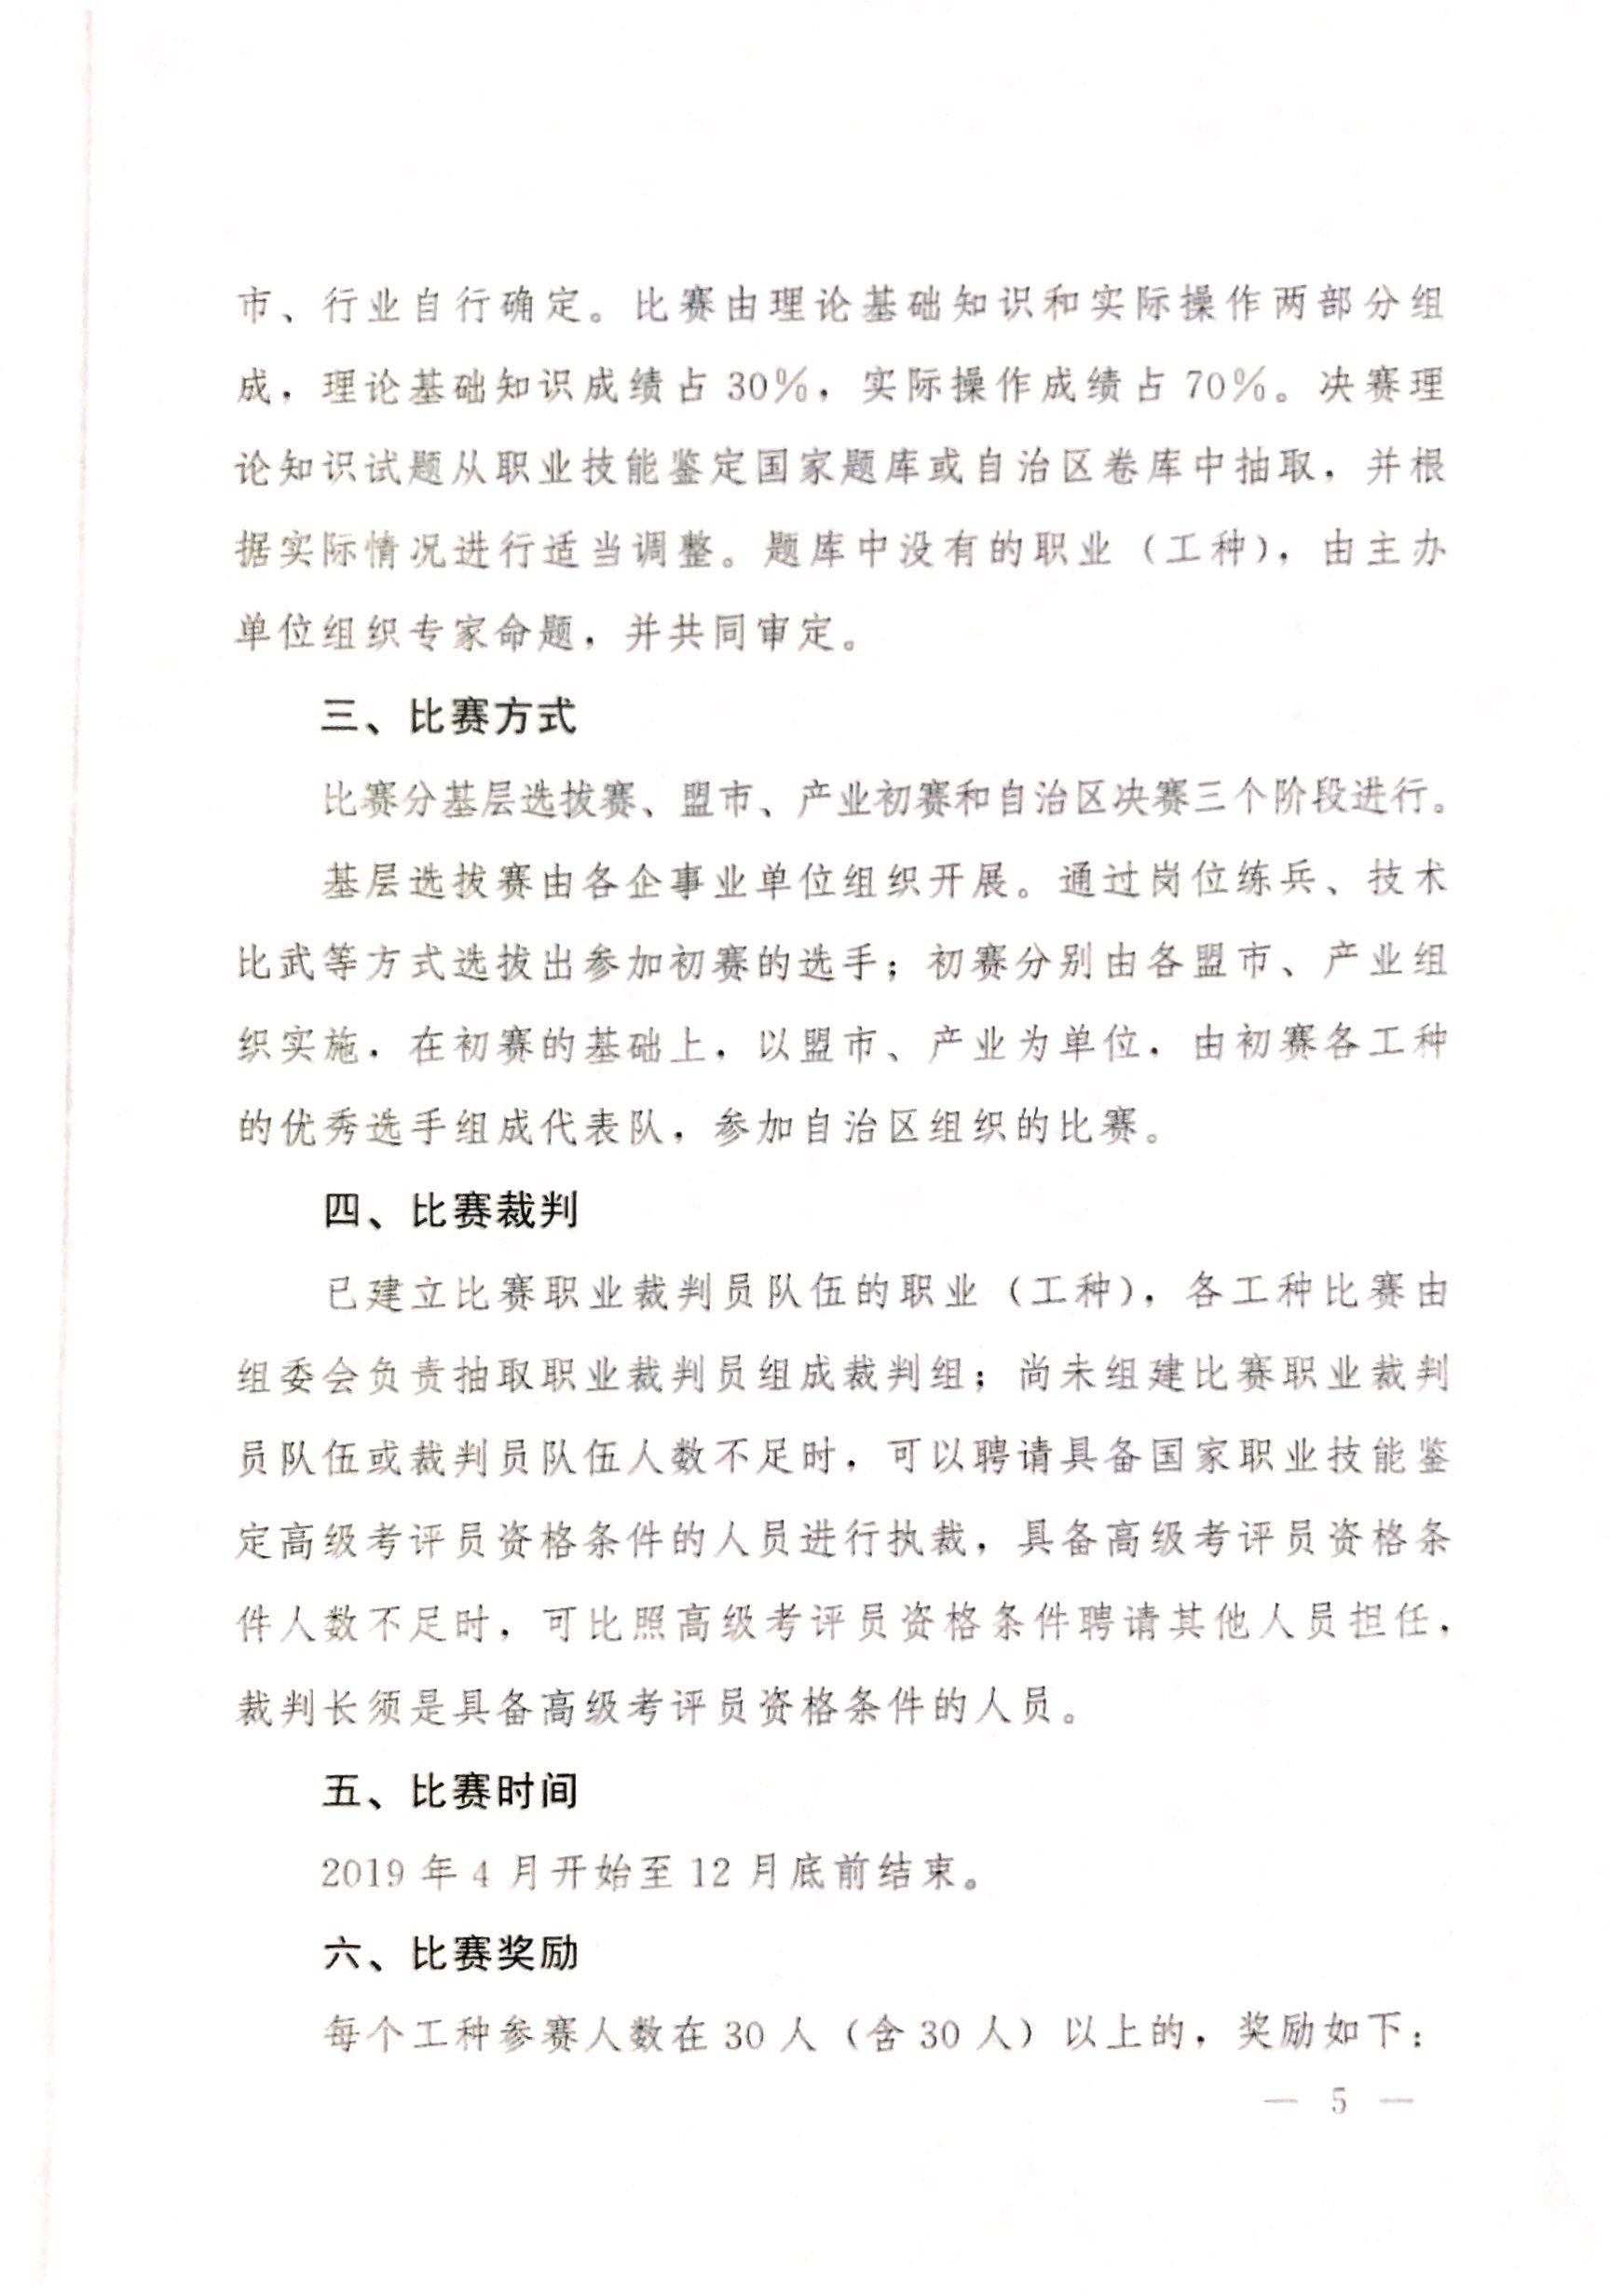 市、行业自行确定。比赛由理论基础知识和实际操作两部分组
成，理论基础知识成绩占30%，实际操作成绩占70%。决赛理
论知识试题从职业技能鉴定国家题库或自治区卷库中抽取，并根
据实际情况进行适当调整。题库中没有的职业（工种），由主办
单位组织专家命题，并共同审定。
三、比赛方式
比赛分基层选拔赛、盟市、产业初赛和自治区决赛三个阶段进行。
基层选拔赛由各企事业单位组织开展。通过岗位练兵、技术
比武等方式选拔出参加初赛的选手；初赛分别由各盟市、产业组
织实施，在初赛的基础上，以盟市、产业为单位，由初赛各工种
的优秀选手组成代表队，参加自治区组织的比赛。
四、比赛裁判
已建立比赛职业裁判员队伍的职业（工种），各工种比赛由
组委会负责抽取职业裁判员组成裁判组；尚未组建比赛职业裁判
员队伍或裁判员队伍人数不足时，可以聘请具备国家职业技能鉴
定高级考评员资格条件的人员进行执裁，具备高级考评员资格条
件人数不足时，可比照高级考评员资格条件聘请其他人员担任，
裁判长须是具备高级考评员资格条件的人员。
五、比赛时间
2019年4月开始至12月底前结束。
六、比赛奖励
每个工种参赛人数在30人（含30人）以上的，奖励如下：
— 5 —